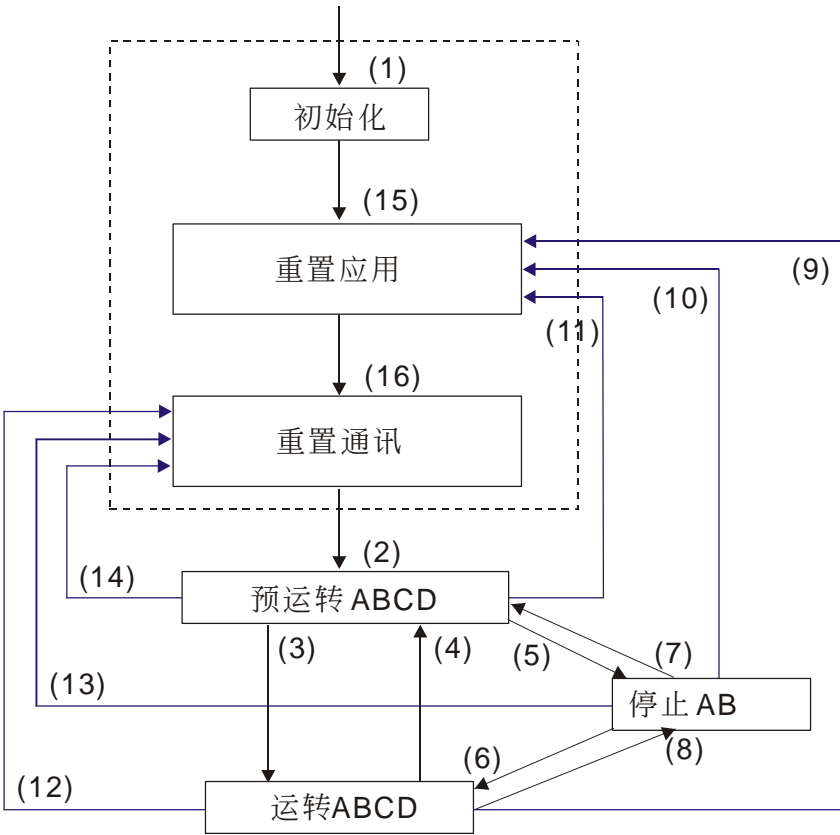 (1)
初始化
(15)
重置应用
(9)
(10)
(11)
(16)
重置通讯
(2)
(14)
预运转 ABCD
(3)
(4)
(5)
(7)
(13)
停止 AB
(6)
(8)
(12)
运转ABCD